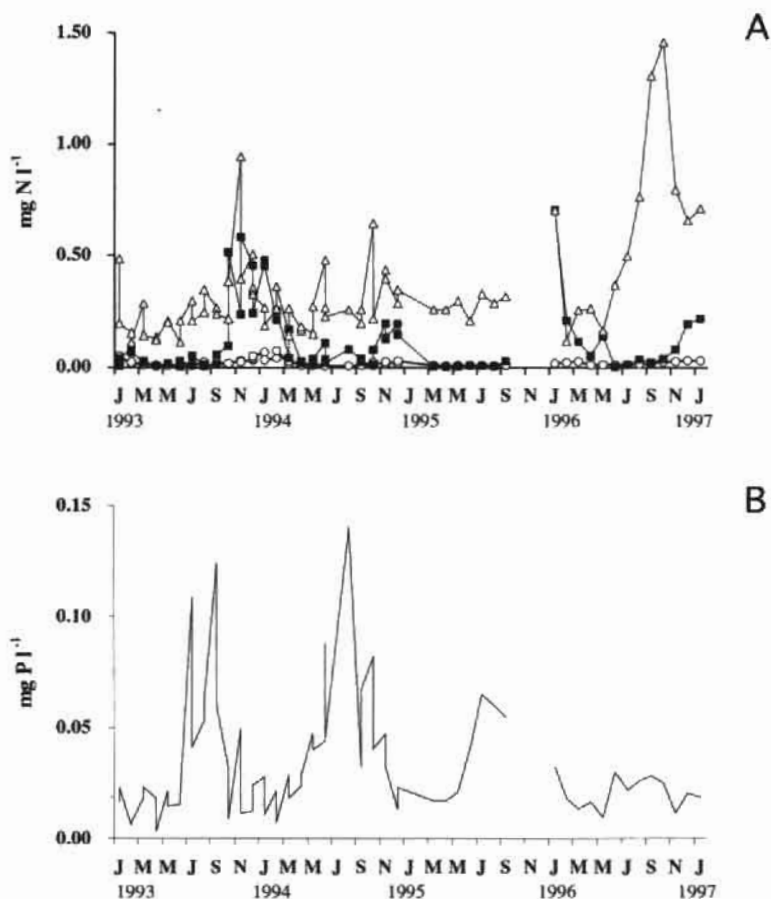 A
1.50
1.00
0.50
0.00
mg N l⁻¹
J M M J S N J M M J S N J M M J S N J M M J S N J
1993 1994 1995 1996 1997
B
0.15
0.10
0.05
0.00
mg P l⁻¹
J M M J S N J M M J S N J M M J S N J M M J S N J
1993 1994 1995 1996 1997